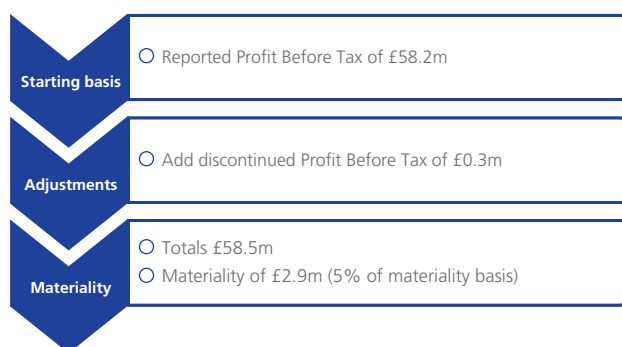 Starting basis
Reported Profit Before Tax of £58.2m
Adjustments
Add discontinued Profit Before Tax of £0.3m
Materiality
Totals £58.5m
Materiality of £2.9m (5% of materiality basis)